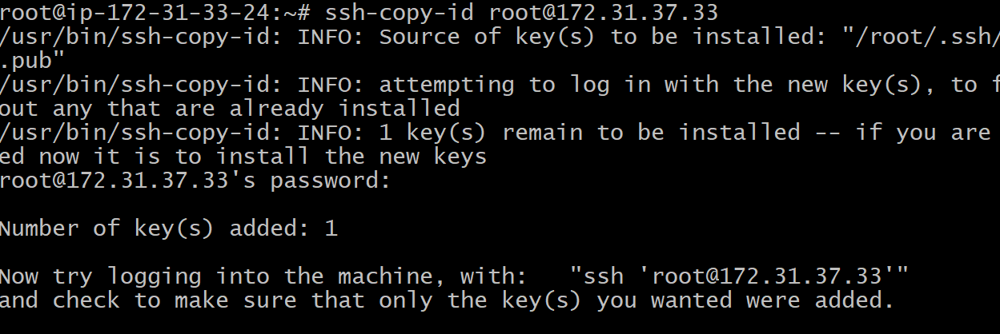 root@ip-172-31-33-24:~# ssh-copy-id root@172.31.37.33
/usr/bin/ssh-copy-id: INFO: Source of key(s) to be installed: "/root/.ssh/
.pub"
/usr/bin/ssh-copy-id: INFO: attempting to log in with the new key(s), to f
out any that are already installed
/usr/bin/ssh-copy-id: INFO: 1 key(s) remain to be installed -- if you are
ed now it is to install the new keys
root@172.31.37.33's password:
Number of key(s) added: 1
Now try logging into the machine, with:   "ssh 'root@172.31.37.33'"
and check to make sure that only the key(s) you wanted were added.